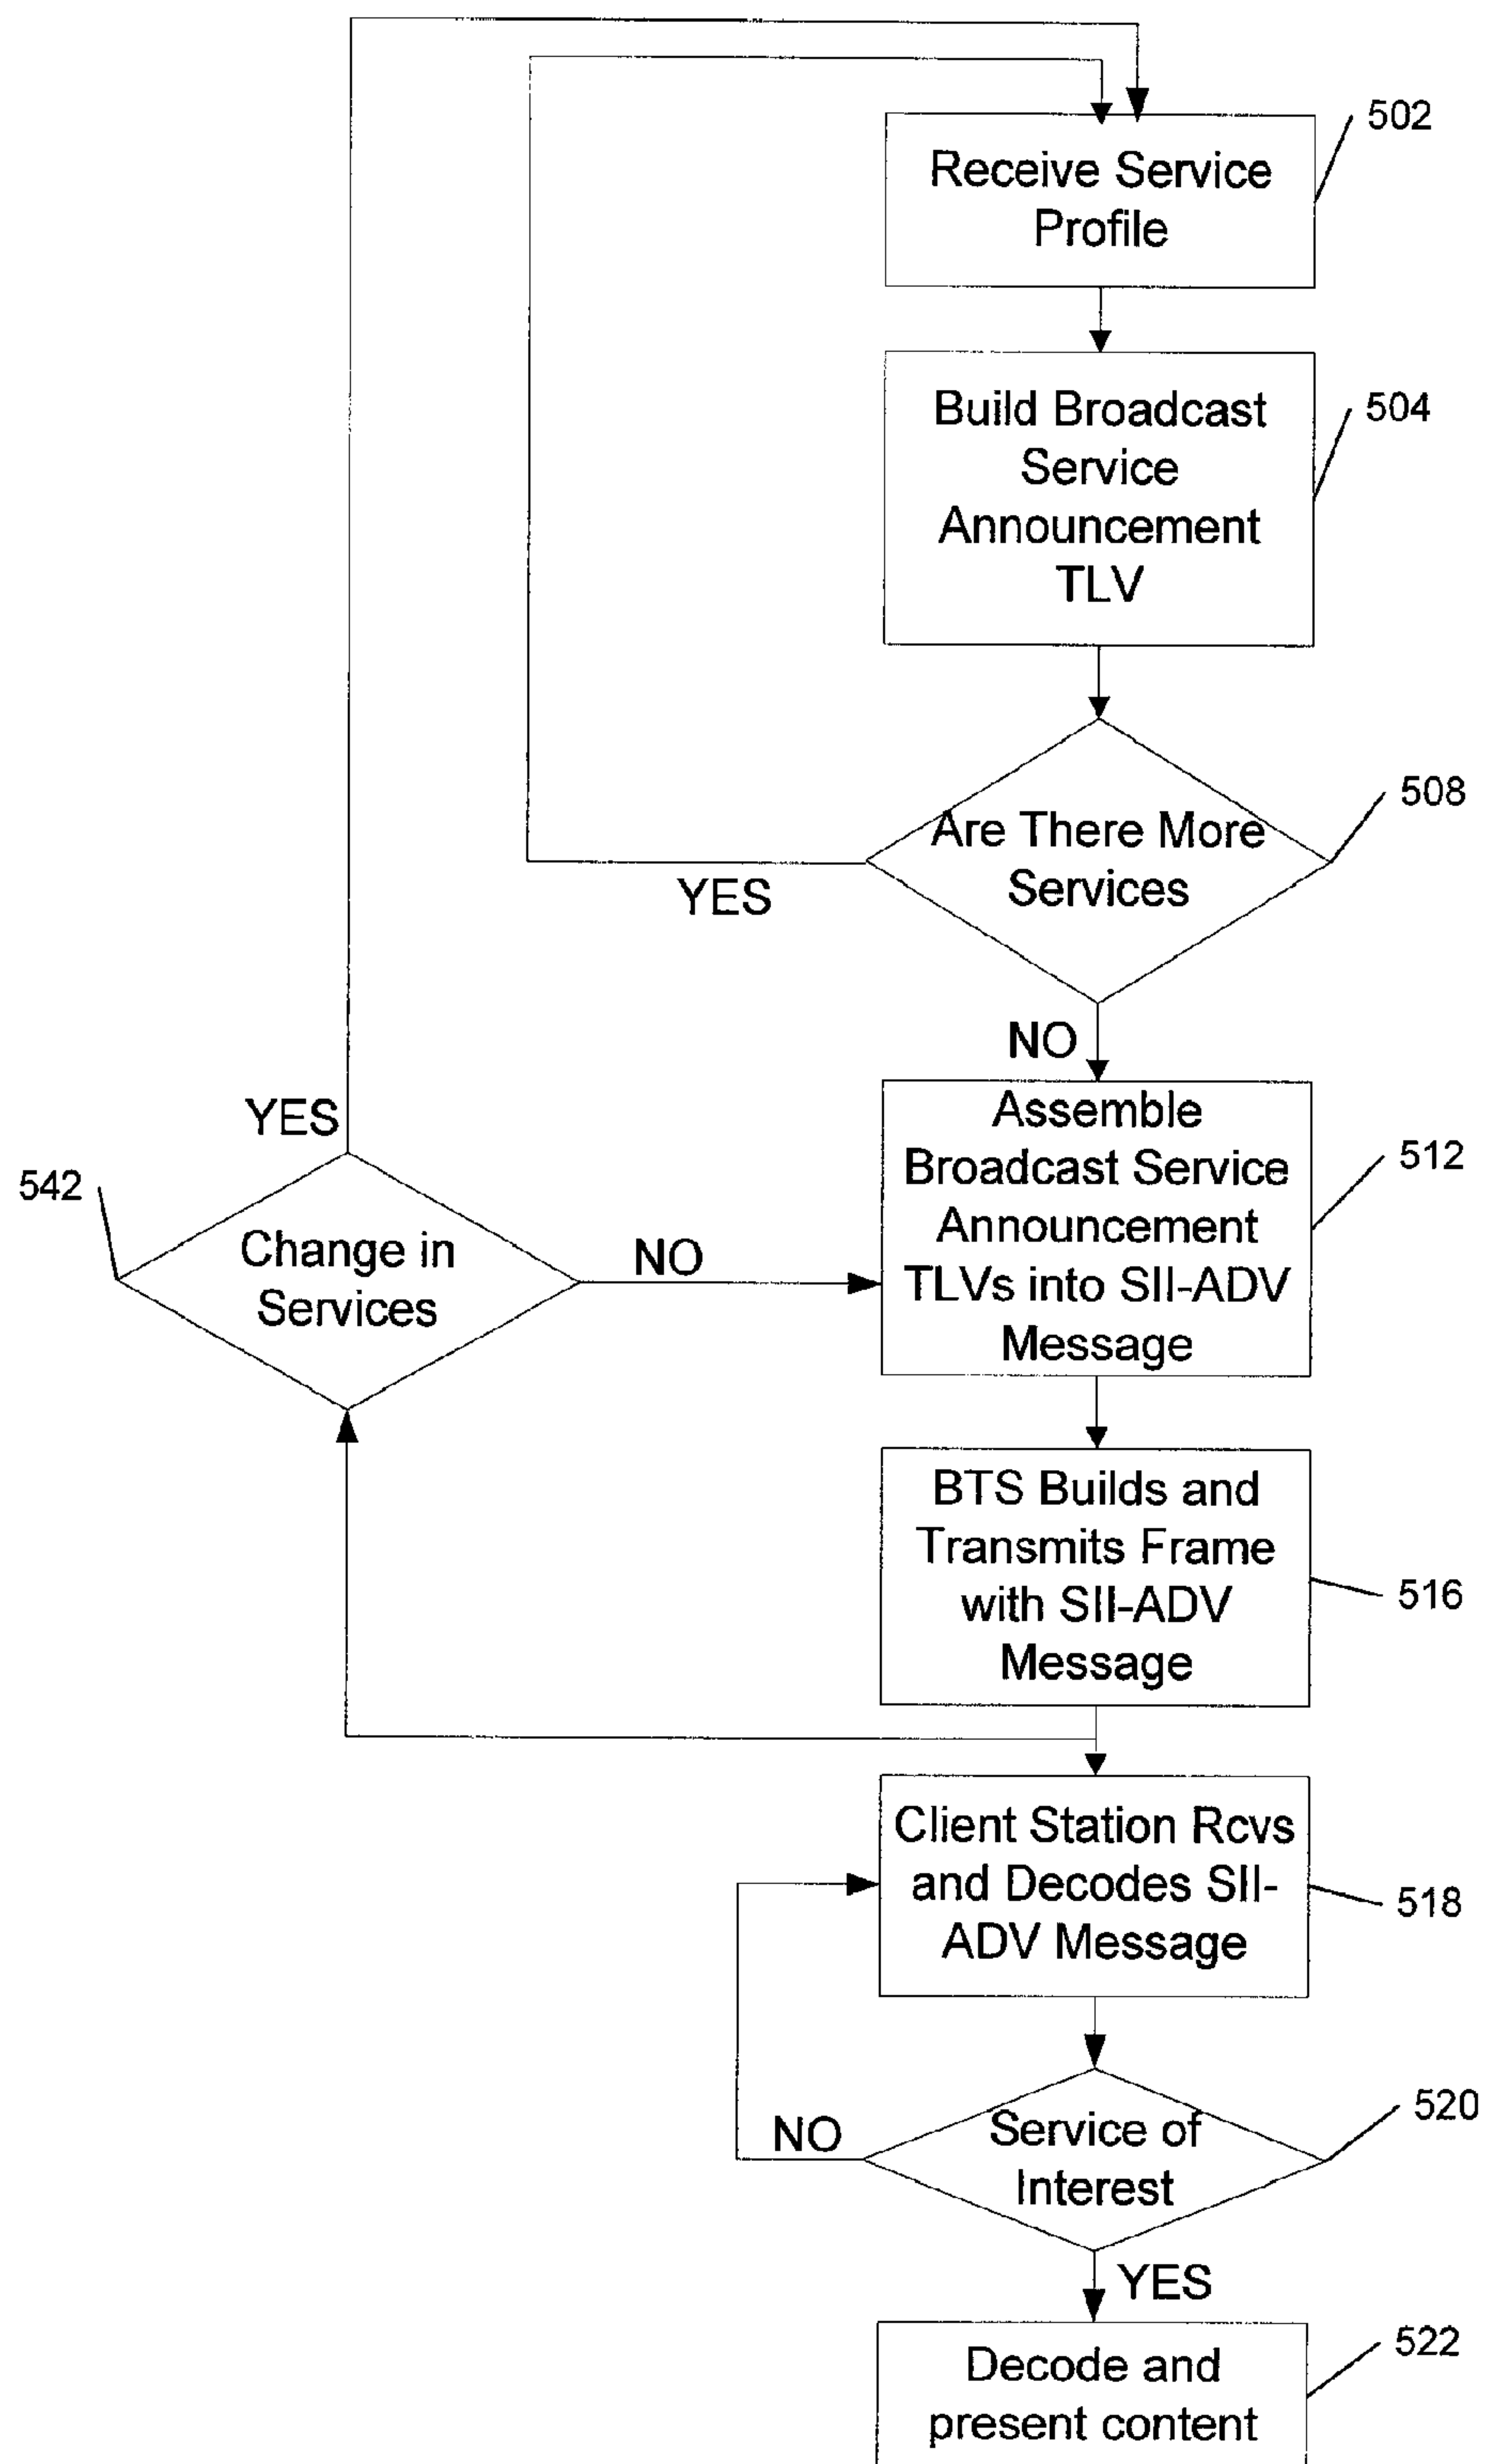 502
Receive Service
Profile
504
Build Broadcast
Service
Announcement
TLV
508
Are There More
Services
YES
NO
YES
542
Change in
Services
NO
512
Assemble
Broadcast Service
Announcement
TLVs into SII-ADV
Message
516
BTS Builds and
Transmits Frame
with SII-ADV
Message
518
Client Station Rcvs
and Decodes SII-
ADV Message
520
Service of
Interest
NO
YES
522
Decode and
present content